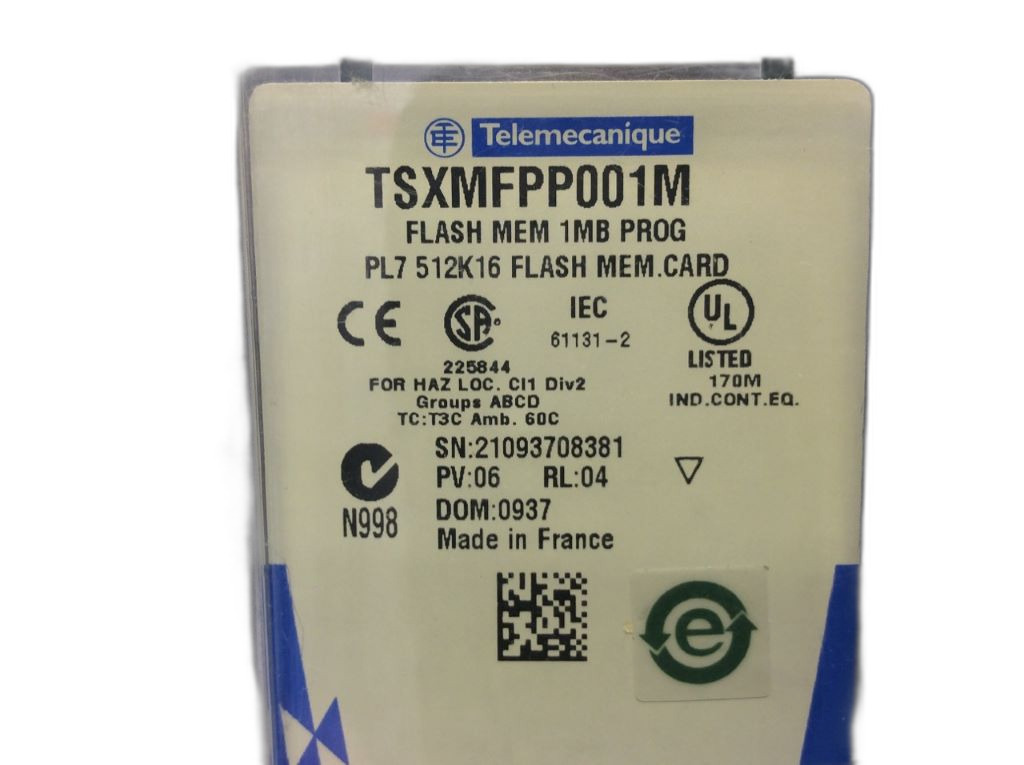 Telemecanique
TSXMFPP001M
FLASH MEM 1MB PROG
PL7 512K16 FLASH MEM.CARD
CE SA IEC UL
61131-2
LISTED
225844
170M
FOR HAZ LOC. Cl1 Div2
IND.CONT.EQ.
Groups ABCD
TC:T3C Amb. 60C
SN:21093708381
PV:06 RL:04
N998
DOM:0937
Made in France
e